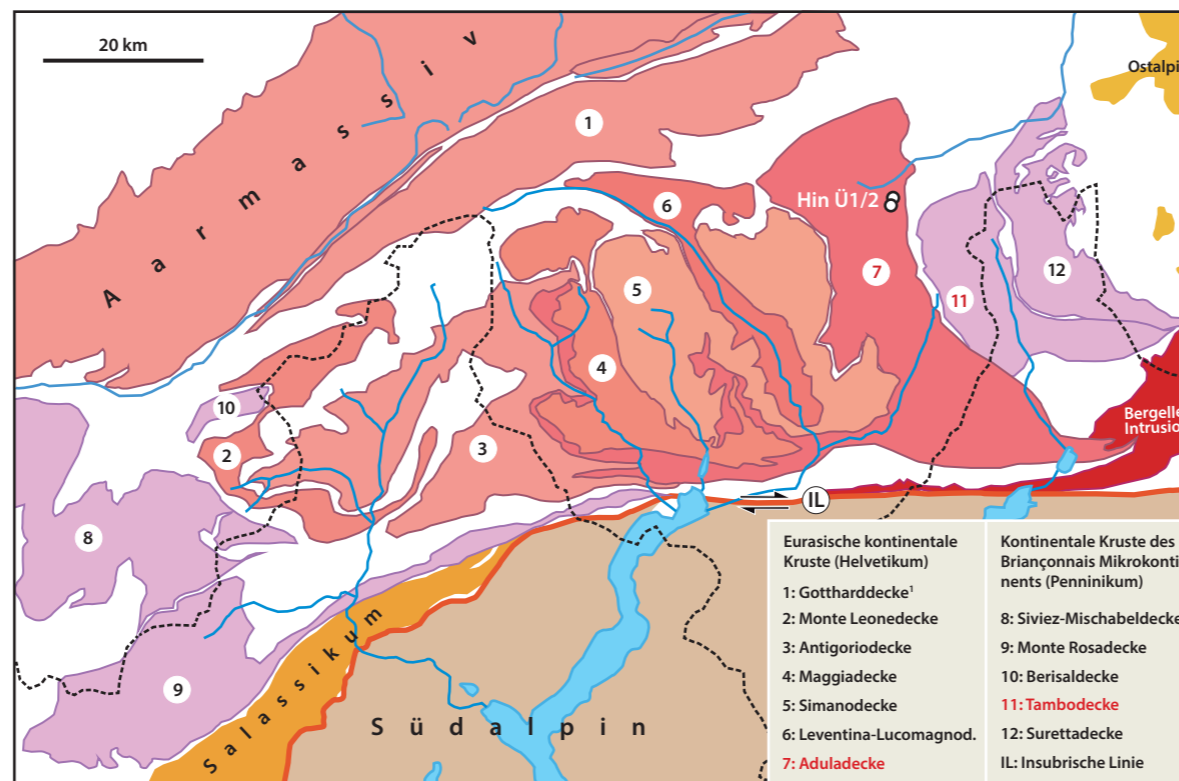 20 km
Aarmassiv
Ostalpi
1
6
Hin Ü1/2
7
5
12
11
4
10
3
2
Bergelle
Intrusio
8
IL
9
Salassikum
Südalpin
Eurasische kontinentale
Kruste (Helvetikum)
1: Gottharddecke¹
2: Monte Leonedecke
3: Antigoriodecke
4: Maggiadecke
5: Simanodecke
6: Leventina-Lucomagnod.
7: Aduladecke
Kontinentale Kruste des
Briançonnais Mikrokonti
nents (Penninikum)
8: Siviez-Mischabeldecke
9: Monte Rosadecke
10: Berisaldecke
11: Tambodecke
12: Surettadecke
IL: Insubrische Linie